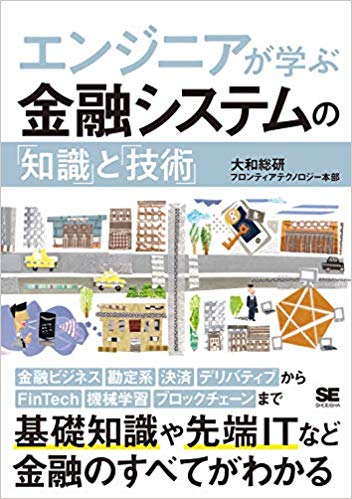 エンジニアが学ぶ
金融システムの
「知識」と「技術」
大和総研
フロンティアテクノロジー本部
金融ビジネス 勘定系 決済 デリバティブ から
FinTech 機械学習 ブロックチェーン まで
基礎知識や先端ITなど
金融のすべてがわかる
SE
SHOEISHA